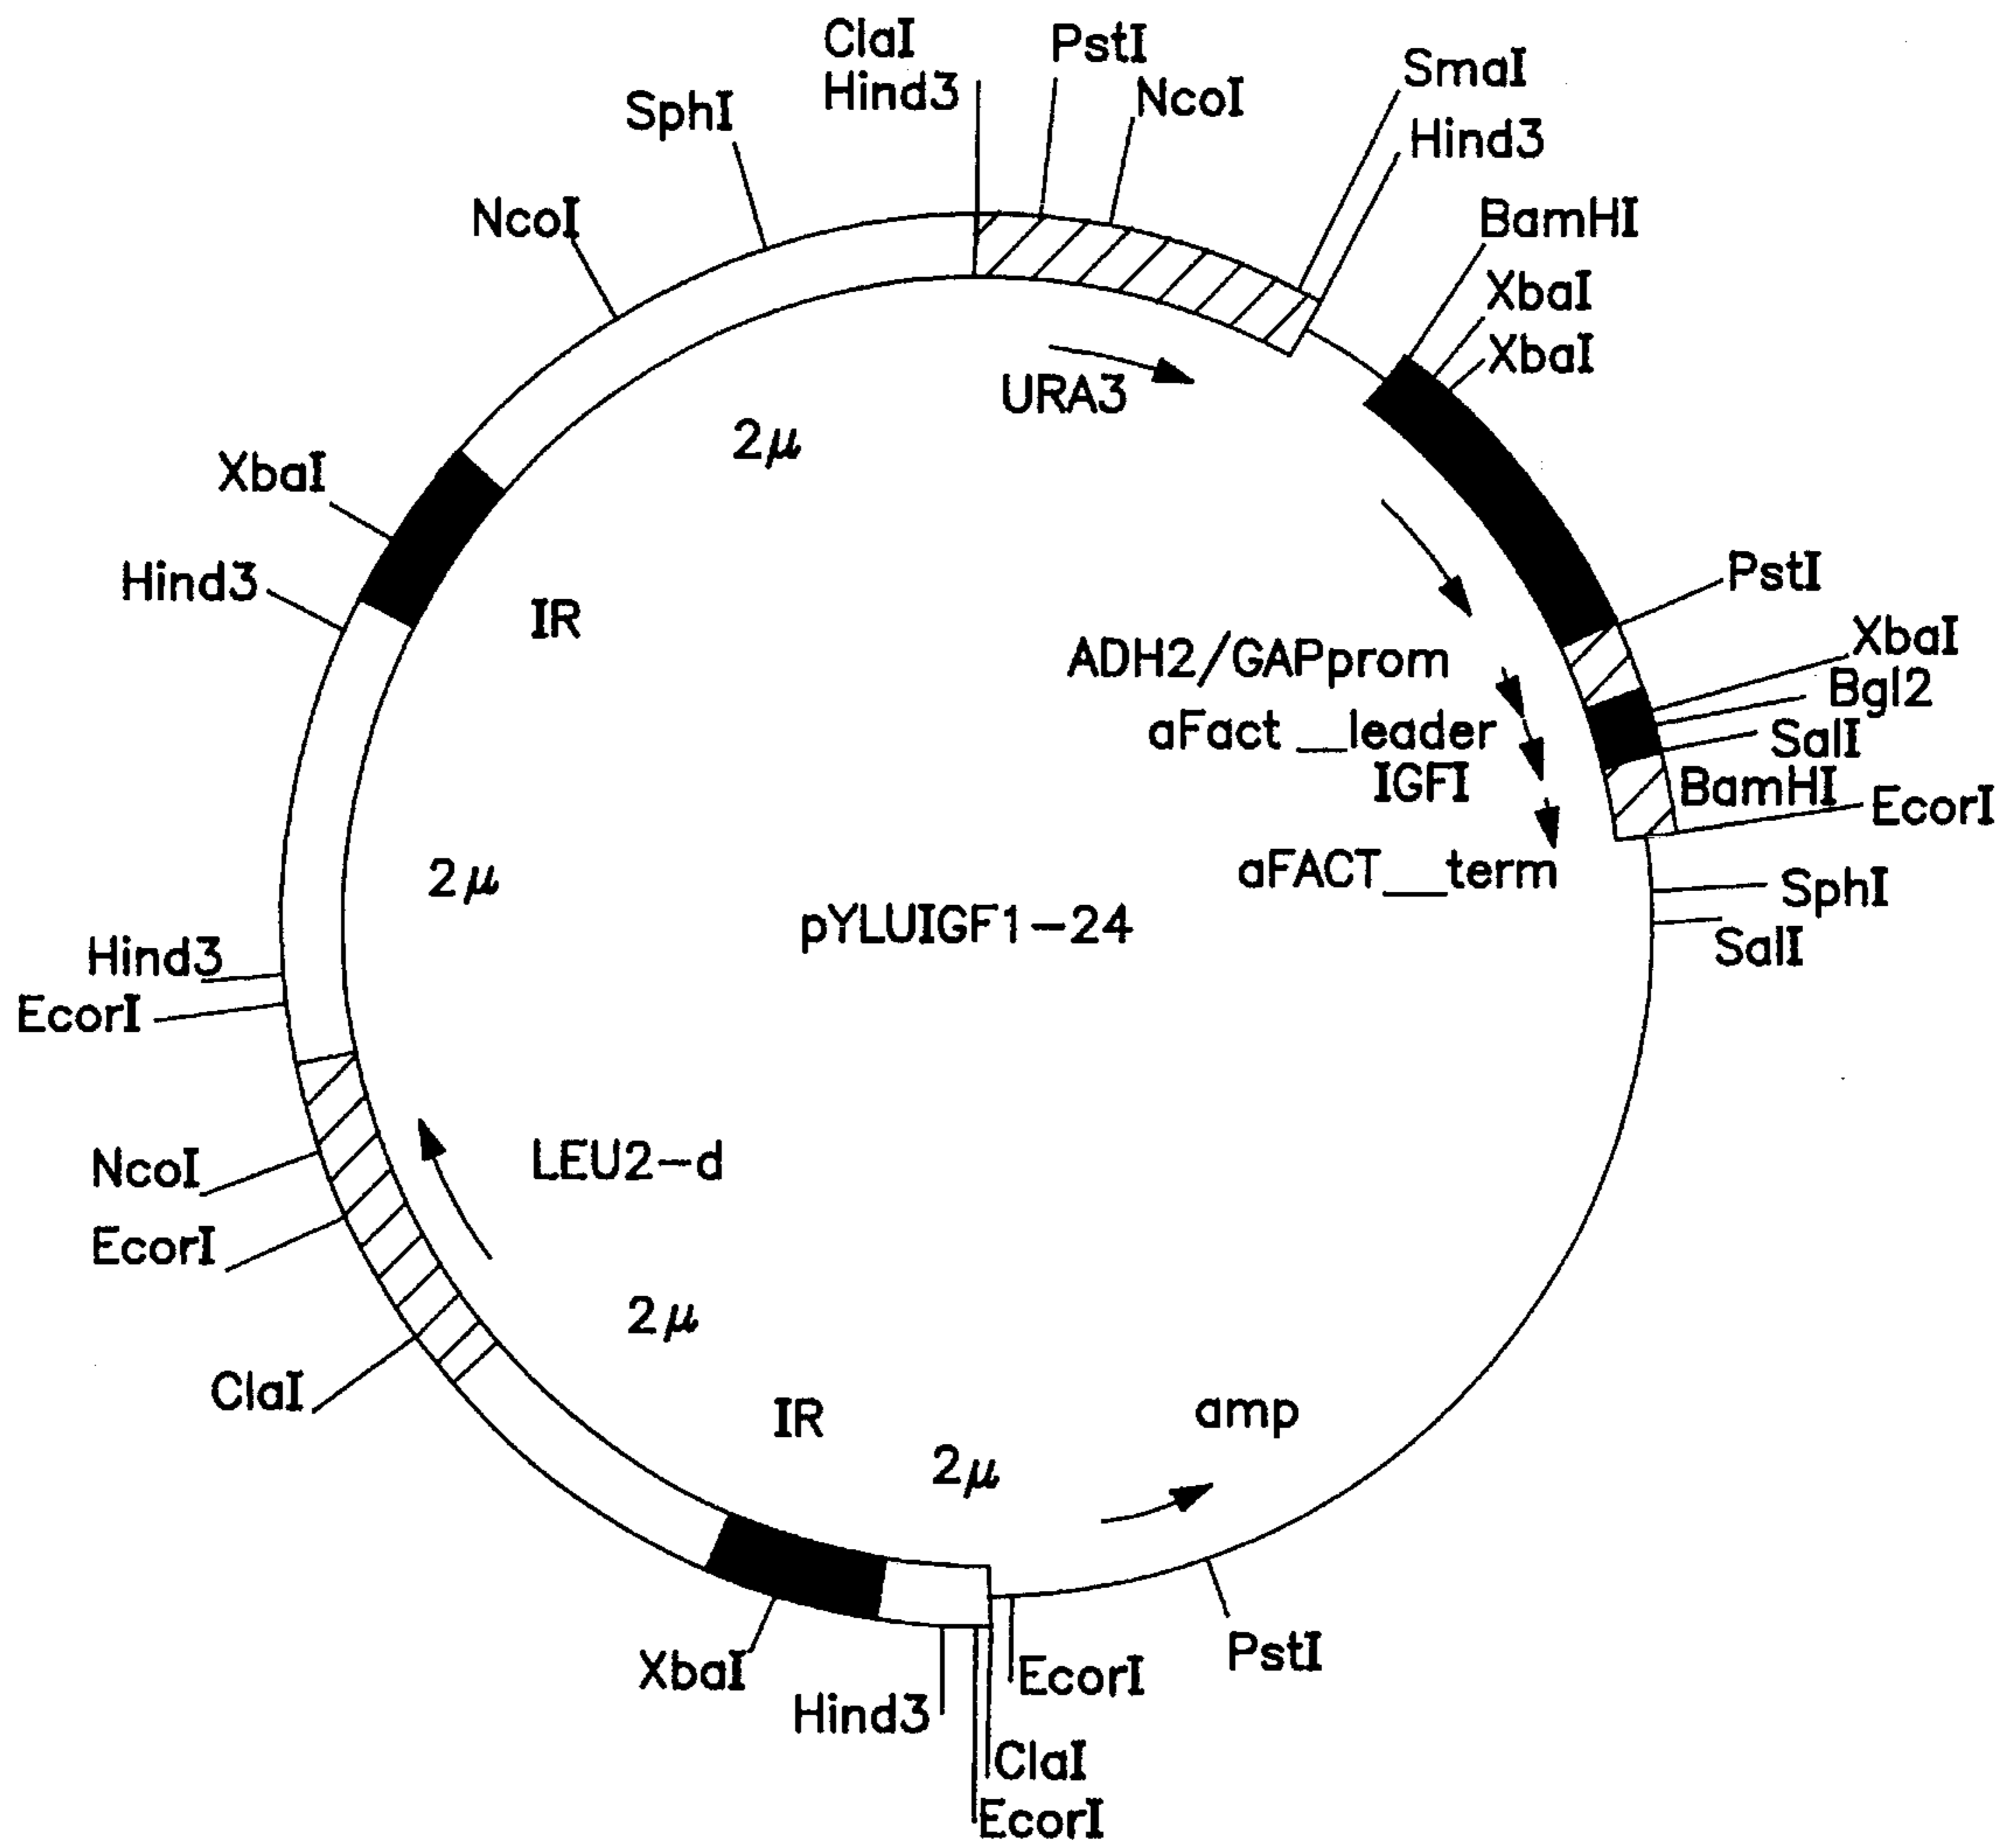 ClaI
Hind3
PstI
NcoI
SmaI
Hind3
BamHI
XbaI
XbaI
SphI
NcoI
URA3
2μ
XbaI
Hind3
IR
PstI
XbaI
Bgl2
SalI
BamHI
EcorI
ADH2/GAPprom
aFact__leader
IGFI
aFACT__term
SphI
SalI
2μ
pYLUIGF1-24
Hind3
EcorI
NcoI
EcorI
LEU2-d
2μ
ClaI
IR
2μ
amp
XbaI
Hind3
EcorI
ClaI
EcorI
PstI